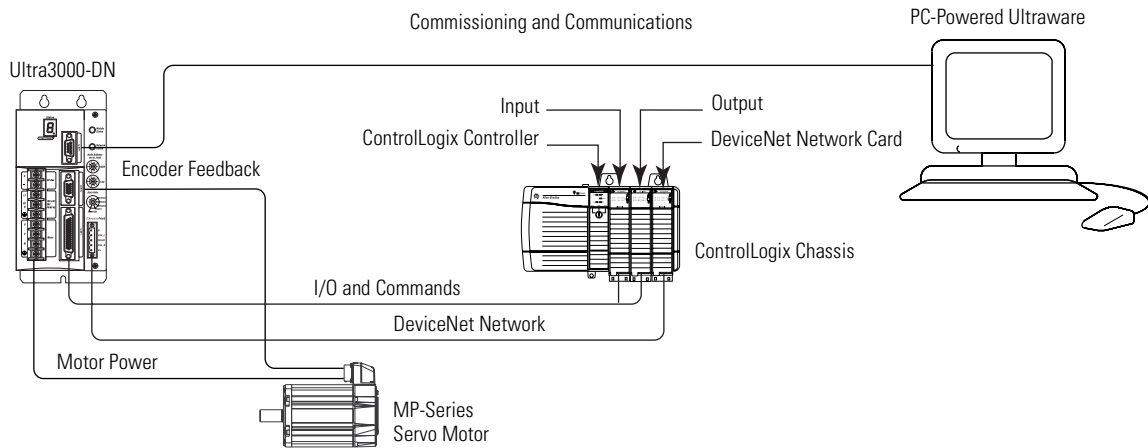 Commissioning and Communications
PC-Powered Ultraware
Ultra3000-DN
Input
Output
ControlLogix Controller
DeviceNet Network Card
Encoder Feedback
ControlLogix Chassis
I/O and Commands
DeviceNet Network
Motor Power
MP-Series
Servo Motor